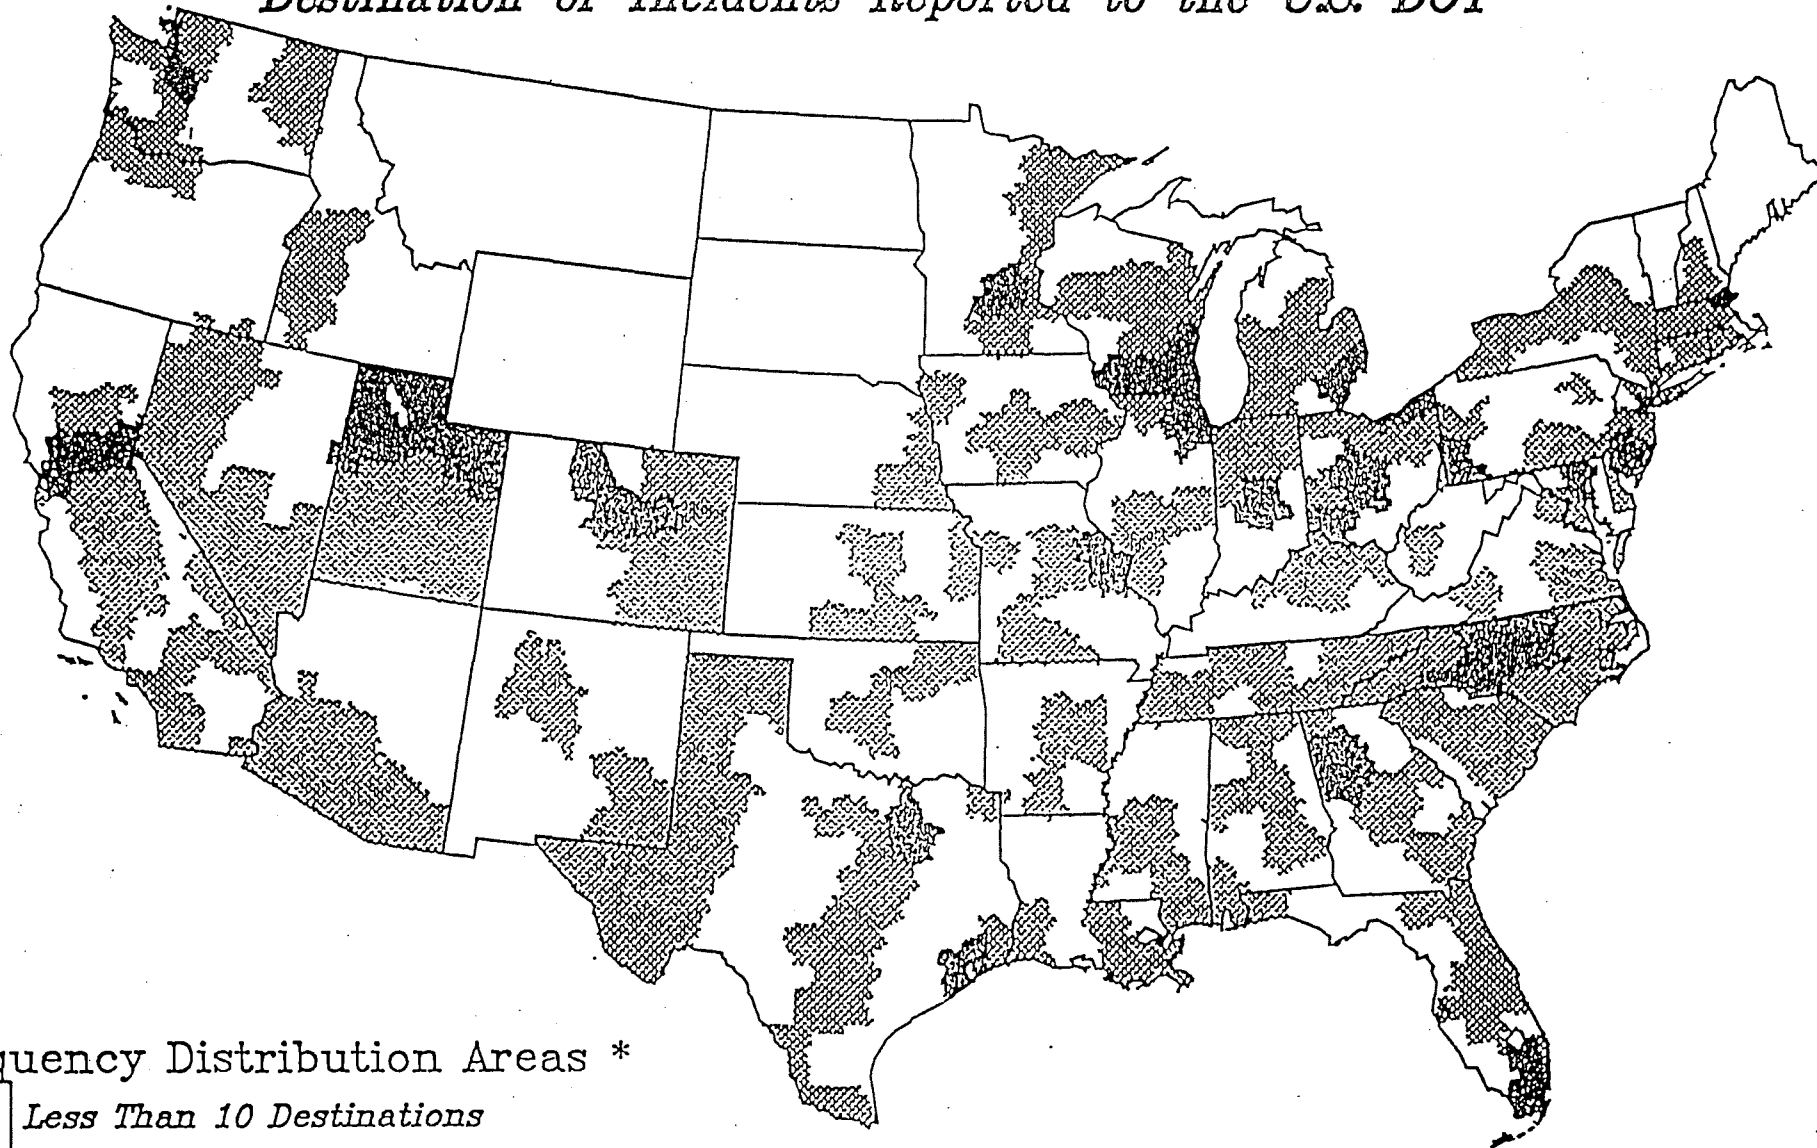 Destination of Incidents Reported to the U.S. DOT
quency Distribution Areas *
Less Than 10 Destinations